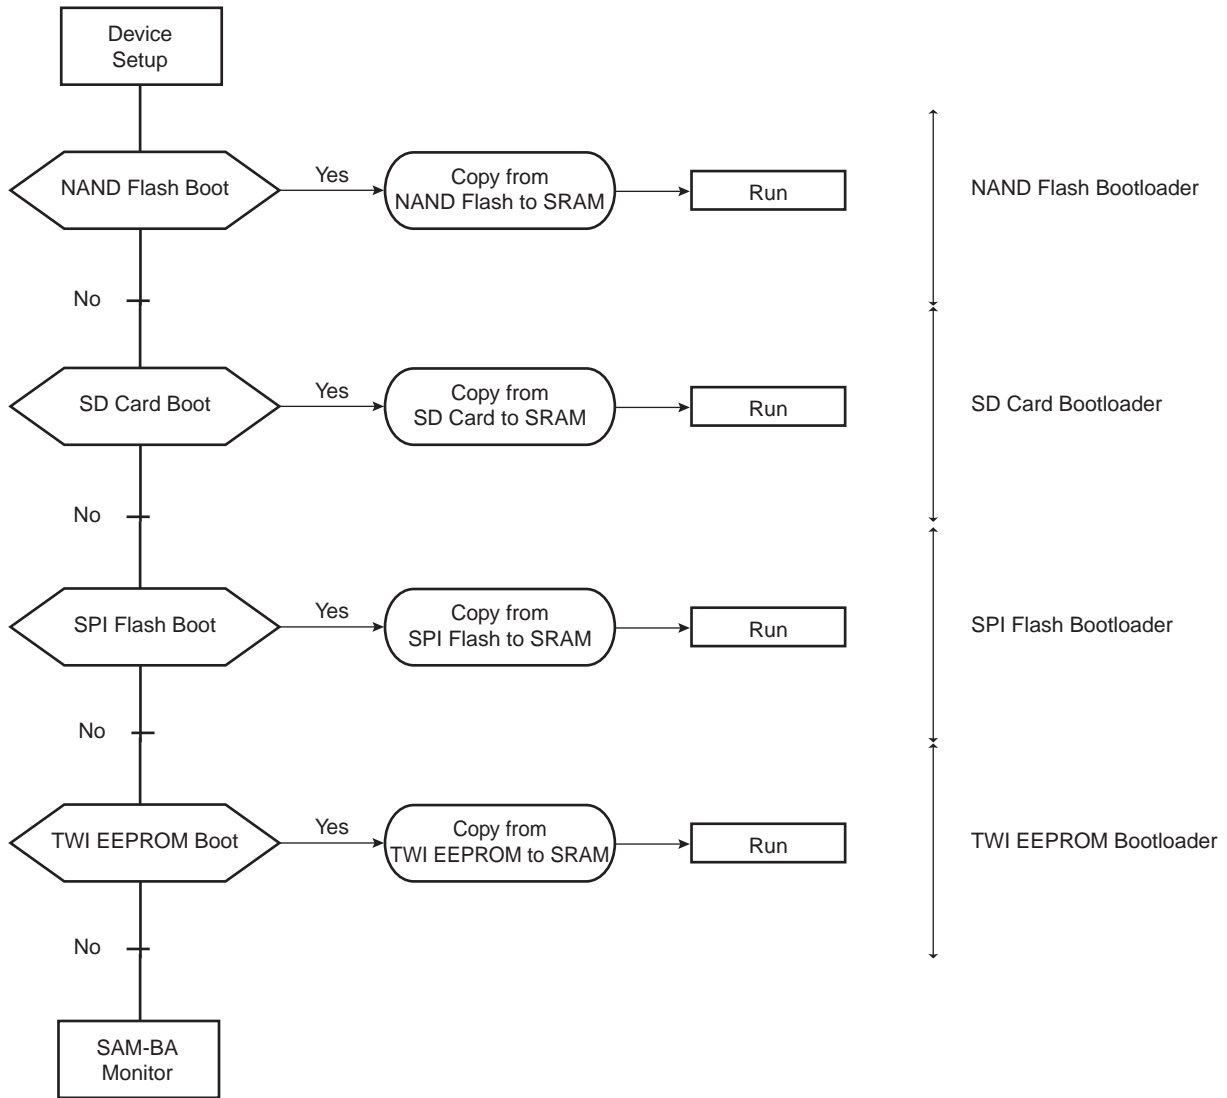 Device
Setup
NAND Flash Boot
Yes
Copy from
NAND Flash to SRAM
Run
NAND Flash Bootloader
No
SD Card Boot
Yes
Copy from
SD Card to SRAM
Run
SD Card Bootloader
No
SPI Flash Boot
Yes
Copy from
SPI Flash to SRAM
Run
SPI Flash Bootloader
No
TWI EEPROM Boot
Yes
Copy from
TWI EEPROM to SRAM
Run
TWI EEPROM Bootloader
No
SAM-BA
Monitor